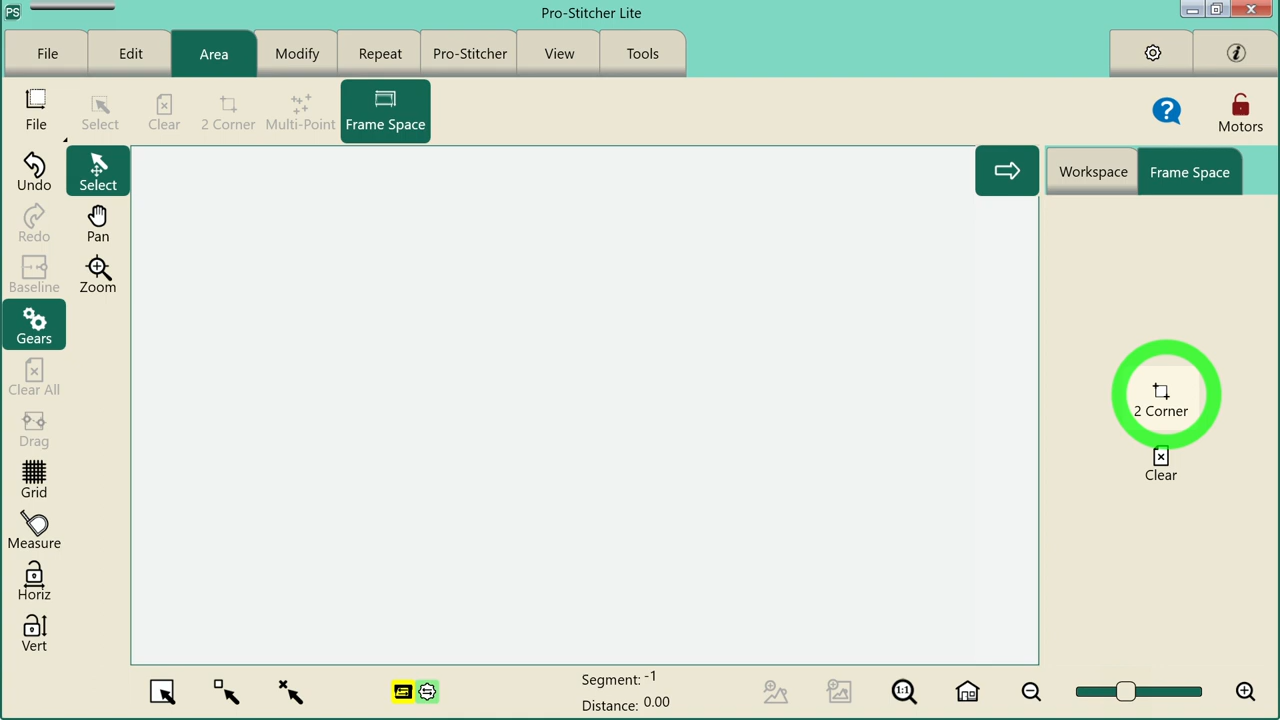 PS
Pro-Stitcher Lite
File Edit Area Modify Repeat Pro-Stitcher View Tools
File Select Clear 2 Corner Multi-Point Frame Space ? Motors
Undo Select Workspace Frame Space
Redo Pan
Baseline Zoom
Gears
Clear All 2 Corner
Drag
Grid Clear
Measure
Horiz
Vert
Segment: -1
Distance: 0.00
1:1